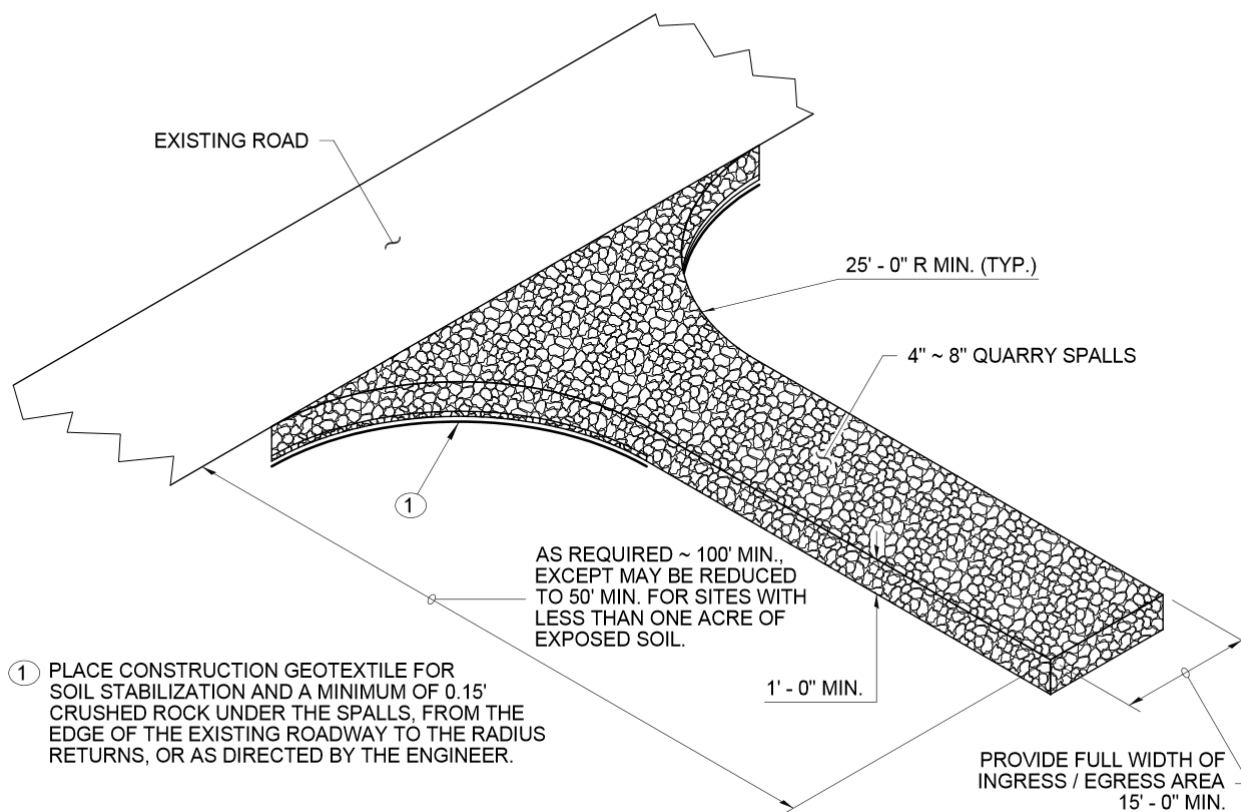 EXISTING ROAD
25' - 0" R MIN. (TYP.)
4" ~ 8" QUARRY SPALLS
1
AS REQUIRED ~ 100' MIN.,
EXCEPT MAY BE REDUCED
TO 50' MIN. FOR SITES WITH
LESS THAN ONE ACRE OF
EXPOSED SOIL.
1' - 0" MIN.
1 PLACE CONSTRUCTION GEOTEXTILE FOR
SOIL STABILIZATION AND A MINIMUM OF 0.15'
CRUSHED ROCK UNDER THE SPALLS, FROM THE
EDGE OF THE EXISTING ROADWAY TO THE RADIUS
RETURNS, OR AS DIRECTED BY THE ENGINEER.
PROVIDE FULL WIDTH OF
INGRESS / EGRESS AREA
15' - 0" MIN.